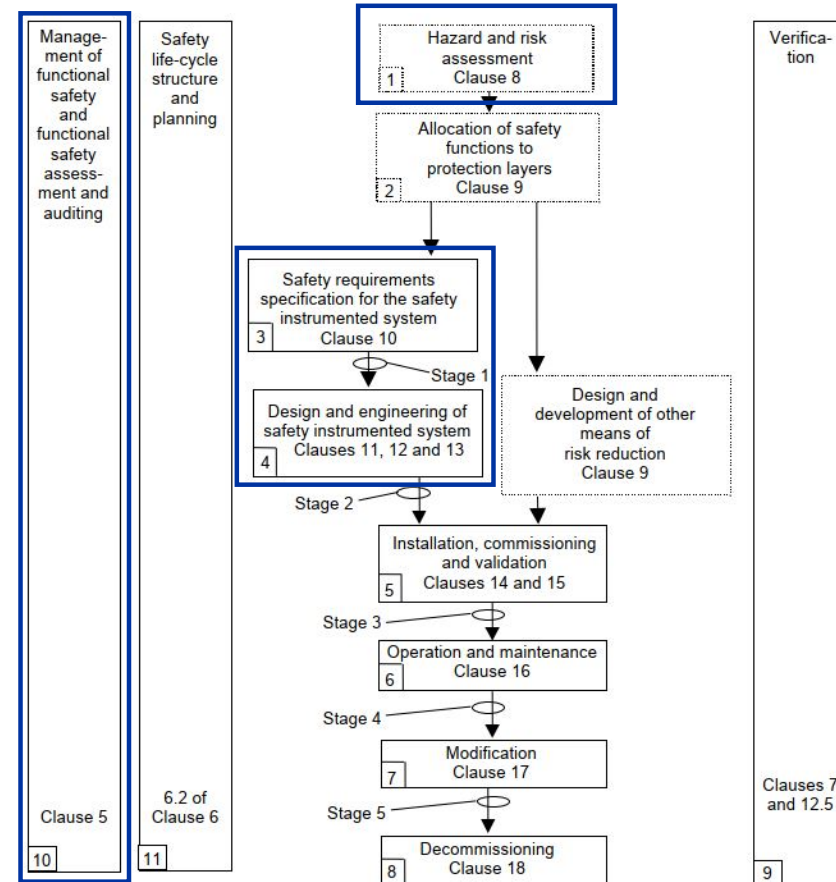 Manage-
ment of
functional
safety
and
functional
safety
assess-
ment and
auditing
Clause 5
10
Safety
life-cycle
structure
and
planning
6.2 of
Clause 6
11
Hazard and risk
assessment
Clause 8
1
Allocation of safety
functions to
protection layers
Clause 9
2
Safety requirements
specification for the safety
instrumented system
Clause 10
3
Stage 1
Design and engineering of
safety instrumented system
Clauses 11, 12 and 13
4
Design and
development of other
means of
risk reduction
Clause 9
Stage 2
Installation, commissioning
and validation
Clauses 14 and 15
5
Stage 3
Operation and maintenance
Clause 16
6
Stage 4
Modification
Clause 17
7
Stage 5
Decommissioning
Clause 18
8
Verifica-
tion
Clauses 7
and 12.5
9